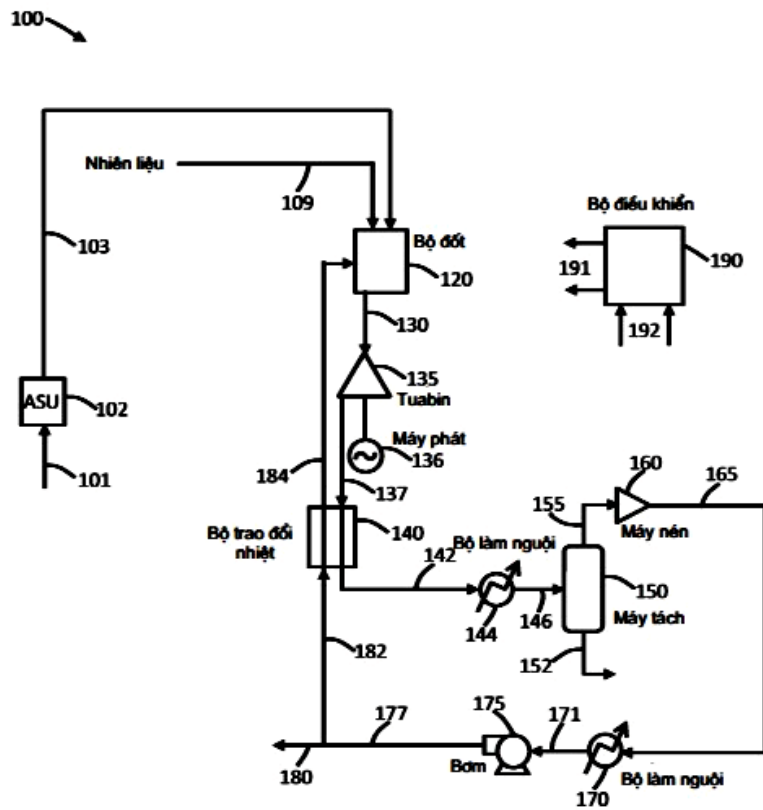 100
Nhiên liệu
109
Bộ điều khiển
103
Bộ đốt
190
120
191
130
192
135
ASU
102
Tuabin
Máy phát
136
160
165
101
184
137
155
Bộ trao đổi
nhiệt
140
Bộ làm nguội
Máy nén
142
150
144
146
Máy tách
152
182
177
175
171
180
Bơm
Bộ làm nguội
170